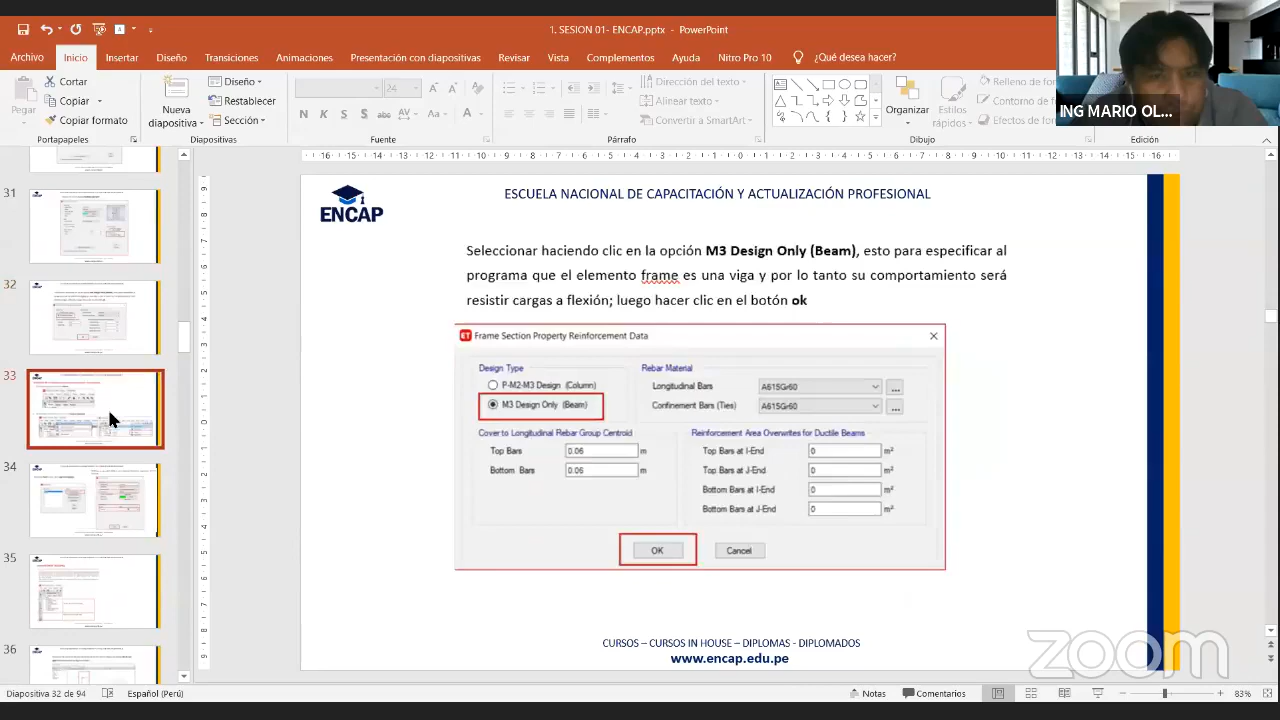 1. SESION 01- ENCAP.pptx - PowerPoint
Archivo Inicio Insertar Diseño Transiciones Animaciones Presentación con diapositivas Revisar Vista Complementos Ayuda Nitro Pro 10 ¿Qué desea hacer?
Pegar
Cortar
Copiar
Copiar formato
Portapapeles
Nueva
diapositiva
Diseño
Restablecer
Sección
Diapositivas
24
N K S S abc AV Aa A
Fuente
Dirección del texto
Alinear texto
Convertir a SmartArt
Párrafo
Organizar
Estilos
rápidos
Relleno de
Contorno de
Efectos de
Dibujo
Edición
ING MARIO OL...
31
32
33
34
35
36
ENCAP
ESCUELA NACIONAL DE CAPACITACIÓN Y ACTUALIZACIÓN PROFESIONAL
Seleccionar haciendo clic en la opción M3 Design Only (Beam), esto para especificar al
programa que el elemento frame es una viga y por lo tanto su comportamiento será
resistir cargas a flexión; luego hacer clic en el botón ok
ET Frame Section Property Reinforcement Data
Design Type
P-M2-M3 Design (Column)
M3 Design Only (Beam)
Rebar Material
Longitudinal Bars A615Gr60 ...
Confinement Bars (Ties) A615Gr60 ...
Cover to Longitudinal Rebar Group Centroid
Top Bars 0.06 m
Bottom Bars 0.06 m
Reinforcement Area Overwrites for Ductile Beams
Top Bars at I-End 0 m²
Top Bars at J-End 0 m²
Bottom Bars at I-End 0 m²
Bottom Bars at J-End 0 m²
OK Cancel
CURSOS – CURSOS IN HOUSE – DIPLOMAS - DIPLOMADOS
www.encap.edu.pe
zoom
Diapositiva 32 de 94 Español (Perú) Notas Comentarios 83%